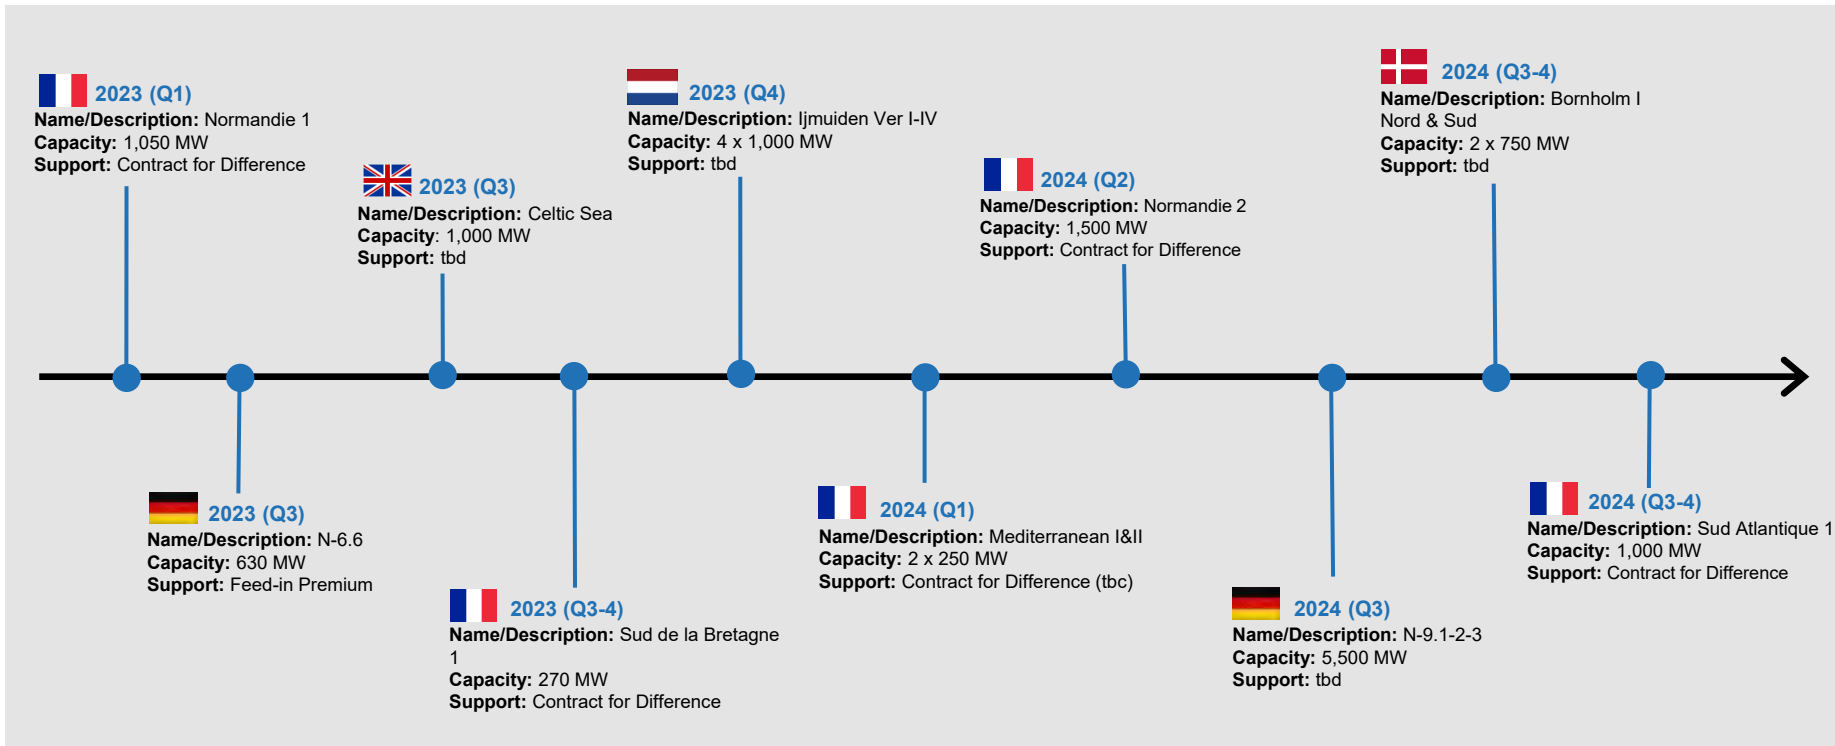 2023 (Q1)
Name/Description: Normandie 1
Capacity: 1,050 MW
Support: Contract for Difference
2023 (Q3)
Name/Description: N-6.6
Capacity: 630 MW
Support: Feed-in Premium
2023 (Q3)
Name/Description: Celtic Sea
Capacity: 1,000 MW
Support: tbd
2023 (Q3-4)
Name/Description: Sud de la Bretagne
1
Capacity: 270 MW
Support: Contract for Difference
2023 (Q4)
Name/Description: Ijmuiden Ver I-IV
Capacity: 4 x 1,000 MW
Support: tbd
2024 (Q1)
Name/Description: Mediterranean I&II
Capacity: 2 x 250 MW
Support: Contract for Difference (tbc)
2024 (Q2)
Name/Description: Normandie 2
Capacity: 1,500 MW
Support: Contract for Difference
2024 (Q3)
Name/Description: N-9.1-2-3
Capacity: 5,500 MW
Support: tbd
2024 (Q3-4)
Name/Description: Bornholm I
Nord & Sud
Capacity: 2 x 750 MW
Support: tbd
2024 (Q3-4)
Name/Description: Sud Atlantique 1
Capacity: 1,000 MW
Support: Contract for Difference